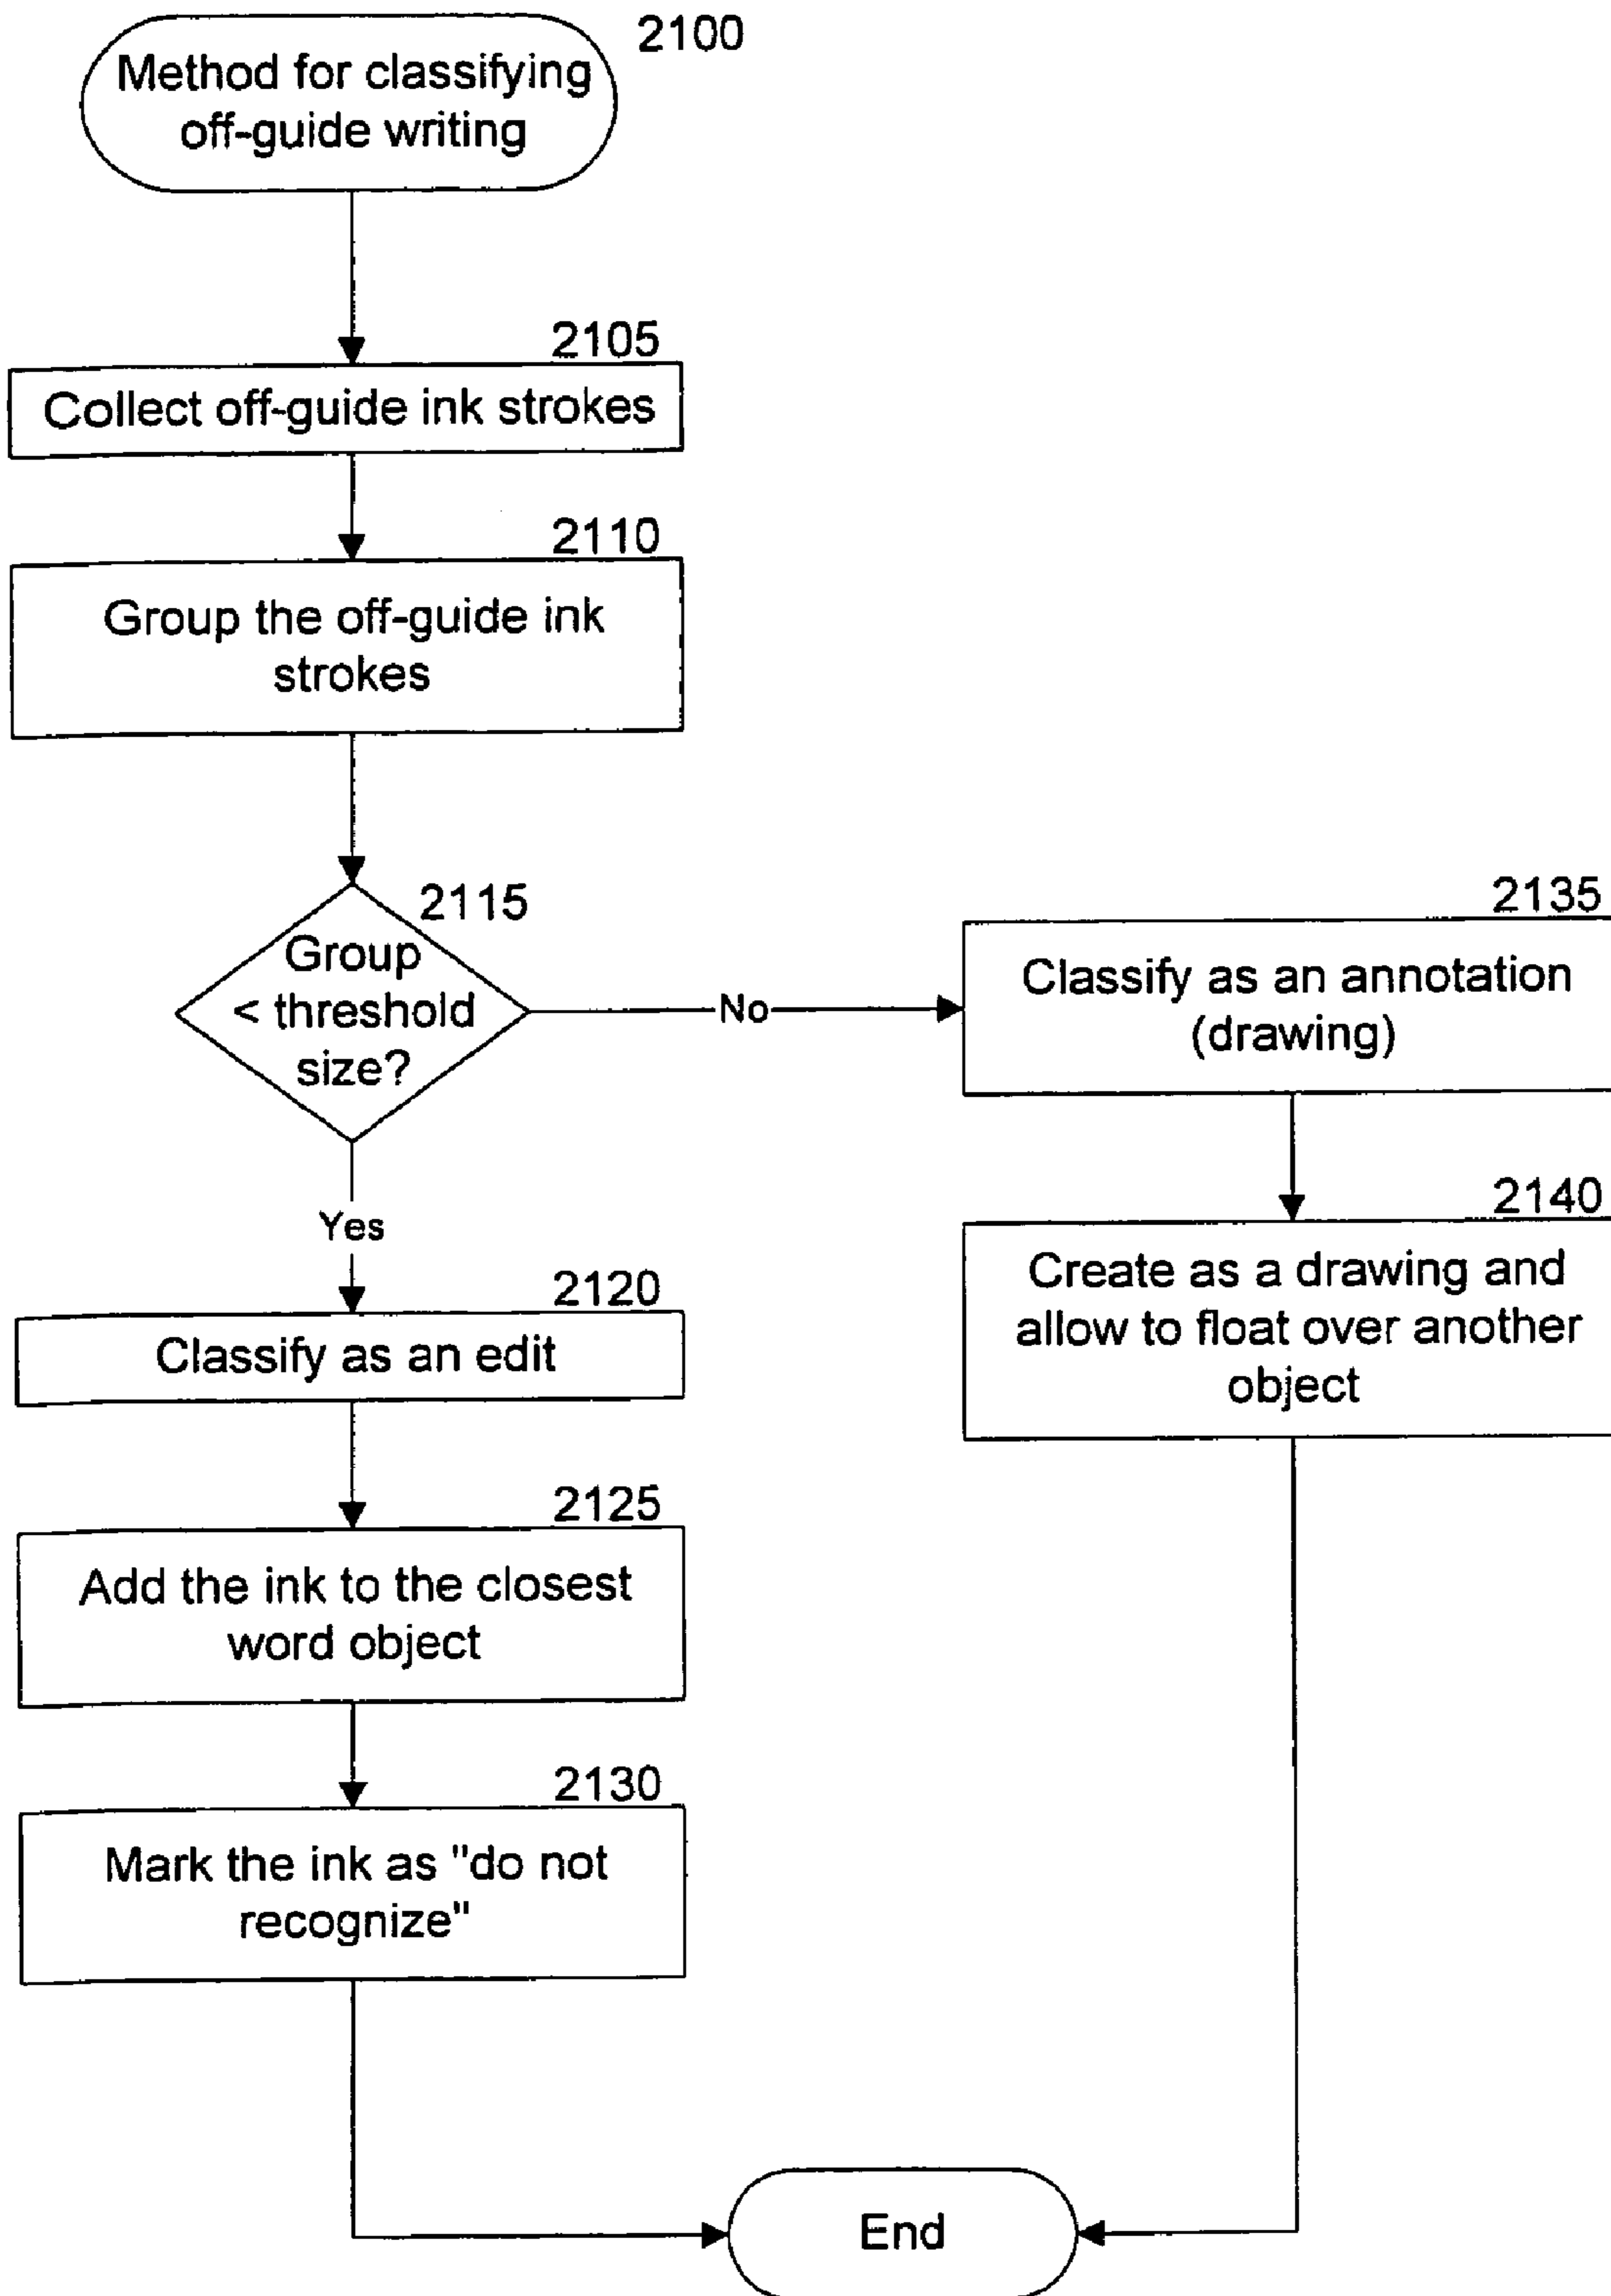 2100
Method for classifying
off-guide writing
2105
Collect off-guide ink strokes
2110
Group the off-guide ink
strokes
2115
Group
< threshold
size?
No
Yes
2120
Classify as an edit
2125
Add the ink to the closest
word object
2130
Mark the ink as "do not
recognize"
2135
Classify as an annotation
(drawing)
2140
Create as a drawing and
allow to float over another
object
End